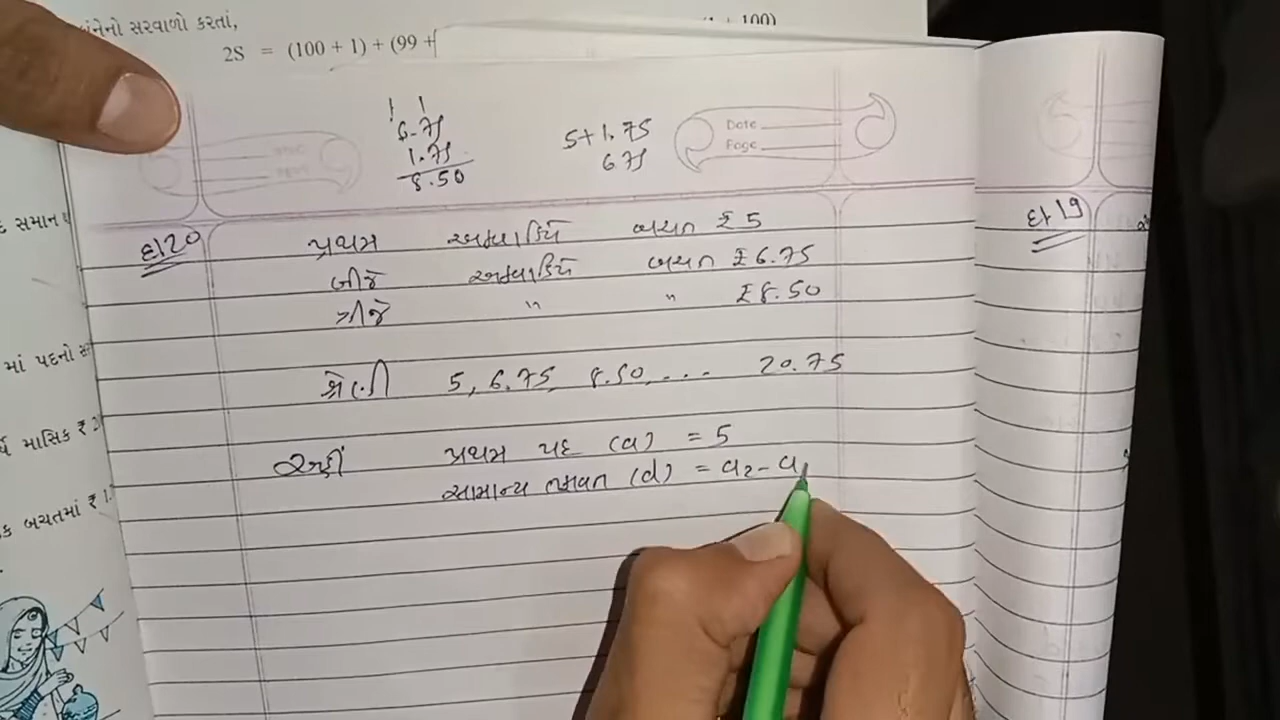 સરવાળો કરતાં,
2S = (100 + 1) + (99 +
+ 100)
6.75
1.75
8.50
5+1.75
6.75
Date
Page
દા20
પ્રથમ અઠવાડિયે બચત ₹ 5
બીજે અઠવાડિયે બચત ₹ 6.75
ત્રીજે " " ₹ 8.50
શ્રેણી 5, 6.75, 8.50, ... 20.75
અહીં પ્રથમ પદ (a) = 5
સામાન્ય તફાવત (d) = a2 - a1
દા19
સમાન
માં પદનો
માસિક ₹
બચતમાં ₹ 1.